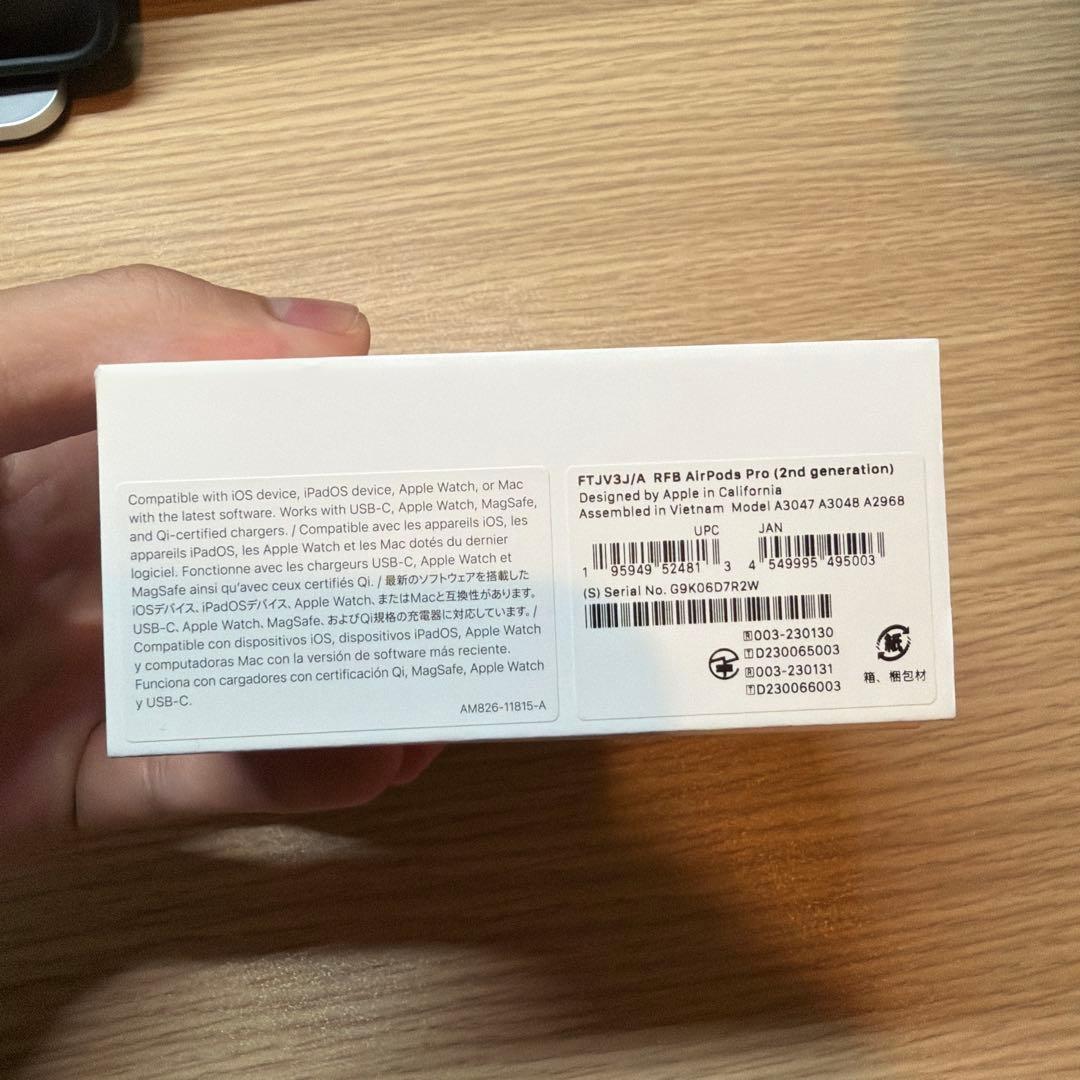 Compatible with iOS device, iPadOS device, Apple Watch, or Mac
with the latest software. Works with USB-C, Apple Watch, MagSafe,
and Qi-certified chargers. / Compatible avec les appareils iOS, les
appareils iPadOS, les Apple Watch et les Mac dotés du dernier
logiciel. Fonctionne avec les chargeurs USB-C, Apple Watch et
MagSafe ainsi qu'avec ceux certifiés Qi. / 最新のソフトウェアを搭載した
iOSデバイス、iPadOSデバイス、Apple Watch、またはMacと互換性があります。
USB-C、Apple Watch、MagSafe、およびQi規格の充電器に対応しています。/
Compatible con dispositivos iOS, dispositivos iPadOS, Apple Watch
y computadoras Mac con la versión de software más reciente.
Funciona con cargadores con certificación Qi, MagSafe, Apple Watch
y USB-C.
AM826-11815-A
FTJV3J/A RFB AirPods Pro (2nd generation)
Designed by Apple in California
Assembled in Vietnam Model A3047 A3048 A2968
UPC JAN
1 95949 52481 3 4 549995 495003
(S) Serial No. G9K06D7R2W
R 003-230130
T D230065003
R 003-230131
T D230066003
紙
箱、梱包材